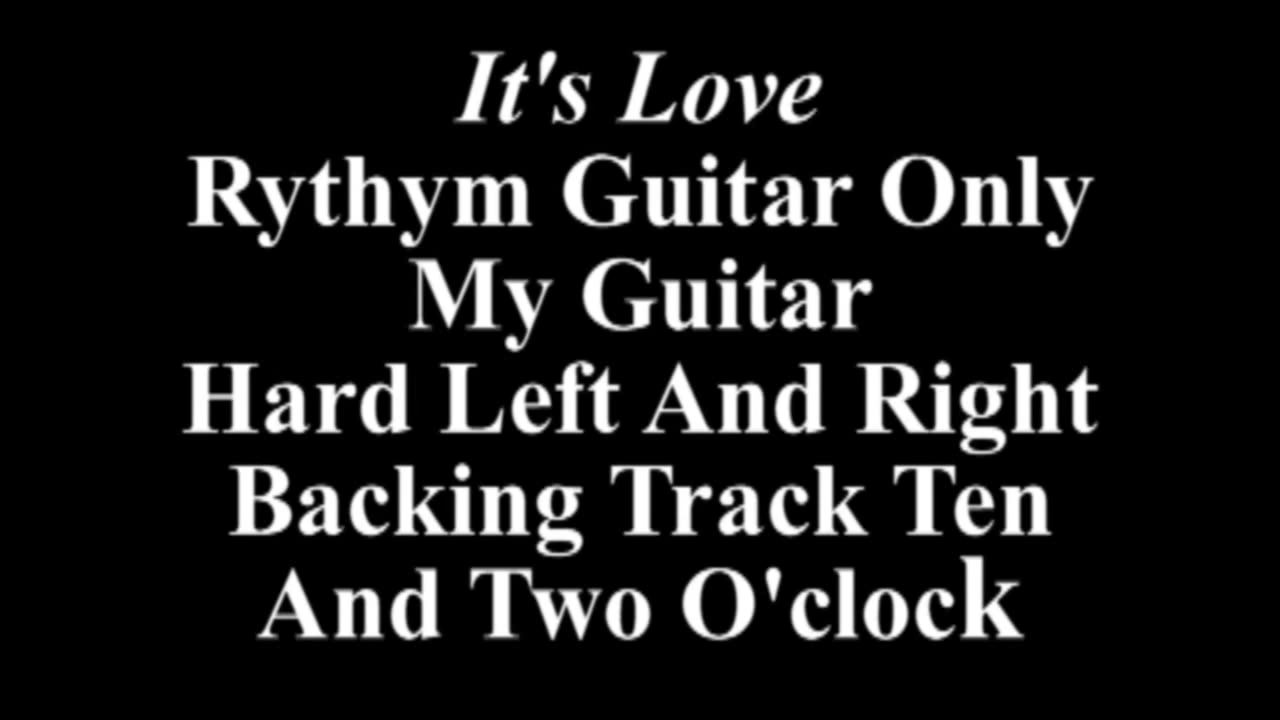 It's Love
Rythym Guitar Only
My Guitar
Hard Left And Right
Backing Track Ten
And Two O'clock